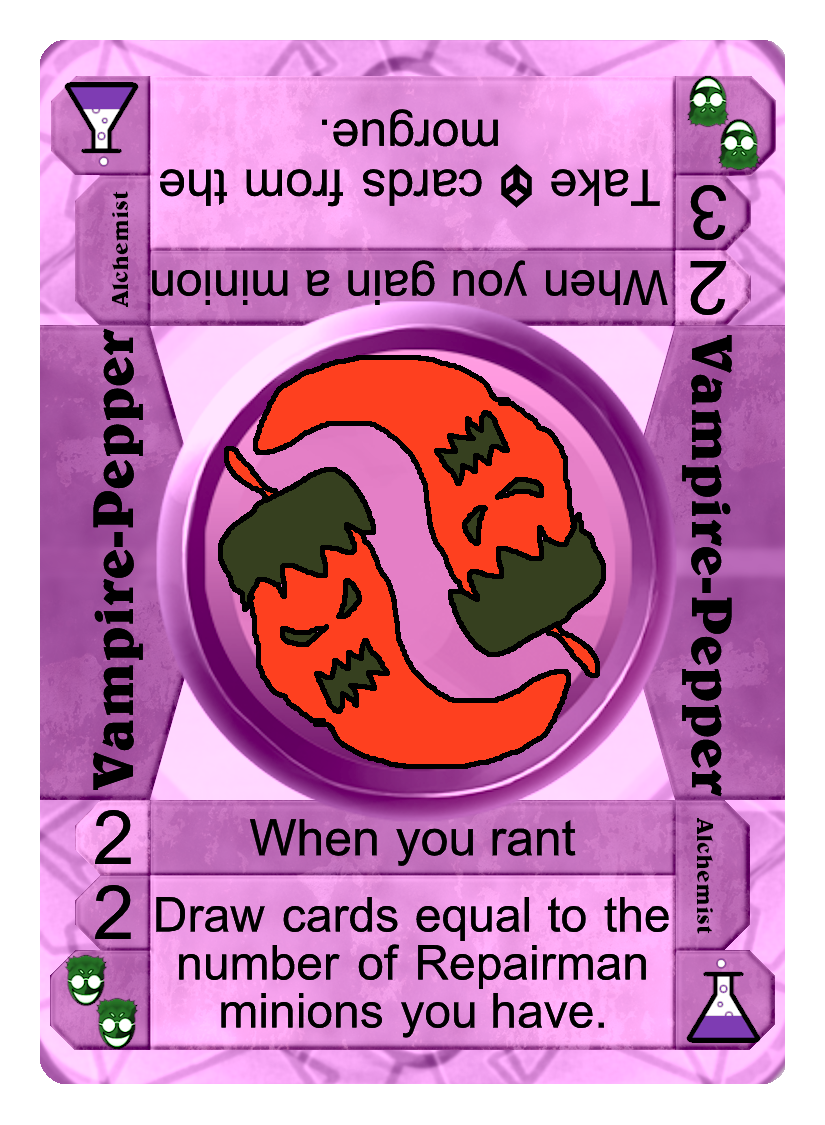 When you gain a minion
Take cards from the
morgue.
3
2
Alchemist
Vampire-Pepper
Vampire-Pepper
2
When you rant
2
Draw cards equal to the
number of Repairman
minions you have.
Alchemist